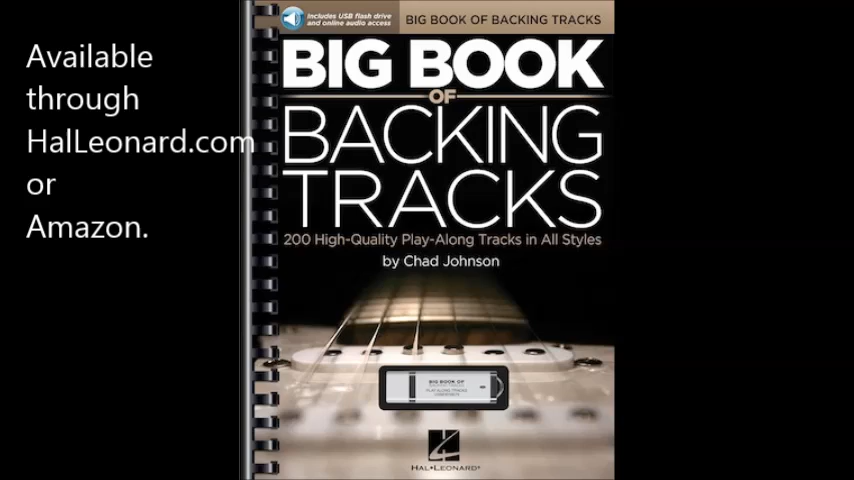 Available
through
HalLeonard.com
or
Amazon.
includes USB flash drive
and online audio access
BIG BOOK OF BACKING TRACKS
BIG BOOK
OF
BACKING
TRACKS
200 High-Quality Play-Along Tracks in All Styles
by Chad Johnson
BIG BOOK OF
HAL•LEONARD®